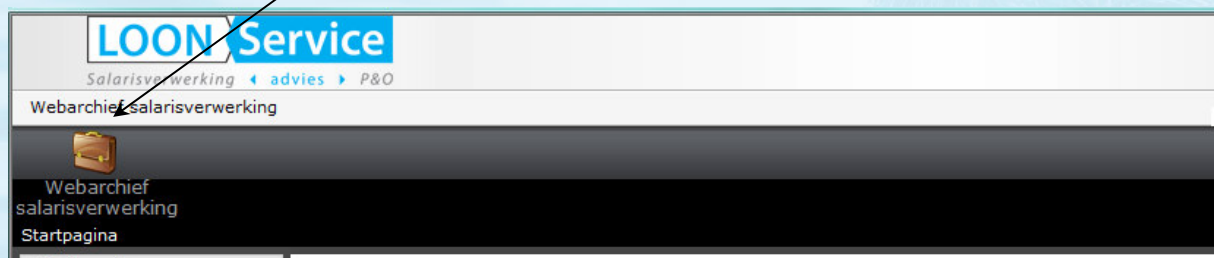 LOON Service
Salarisverwerking advies P&O
Webarchief salarisverwerking
Webarchief
salarisverwerking
Startpagina